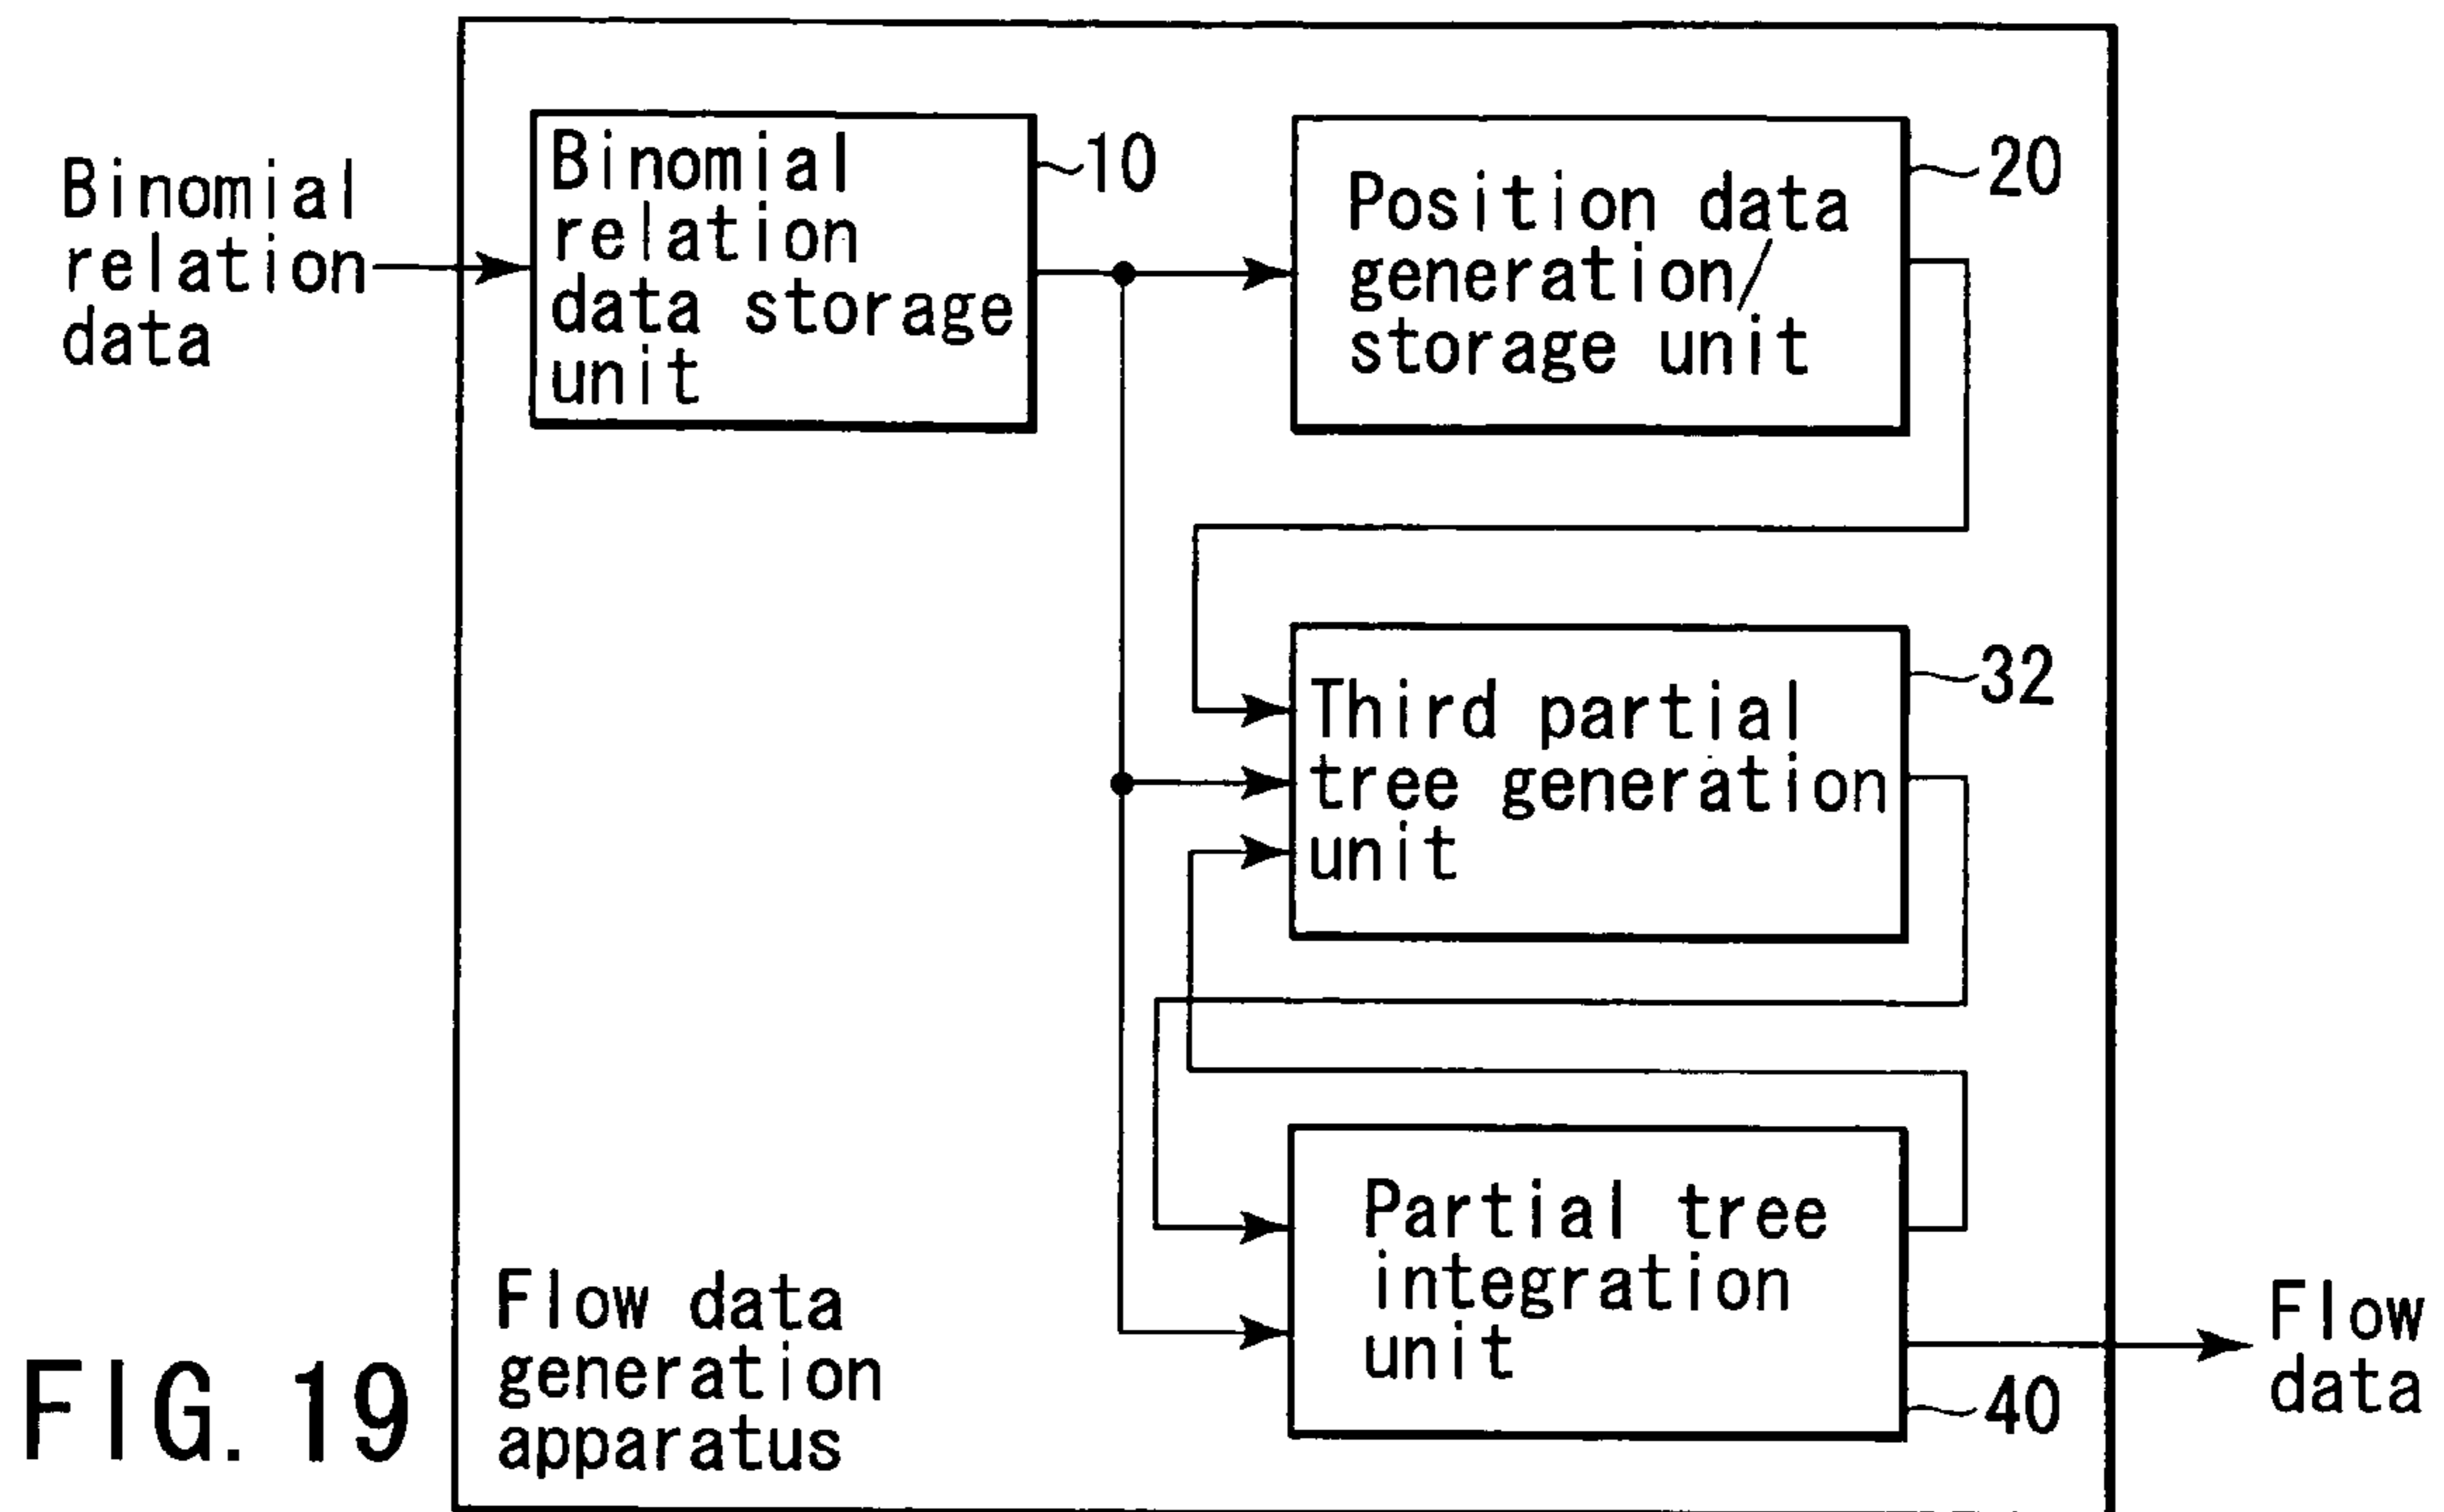 Binomial
relation
data
Binomial
relation
data storage
unit
10
Position data
generation/
storage unit
20
Third partial
tree generation
unit
32
Partial tree
integration
unit
40
Flow
data
Flow data
generation
apparatus
FIG. 19